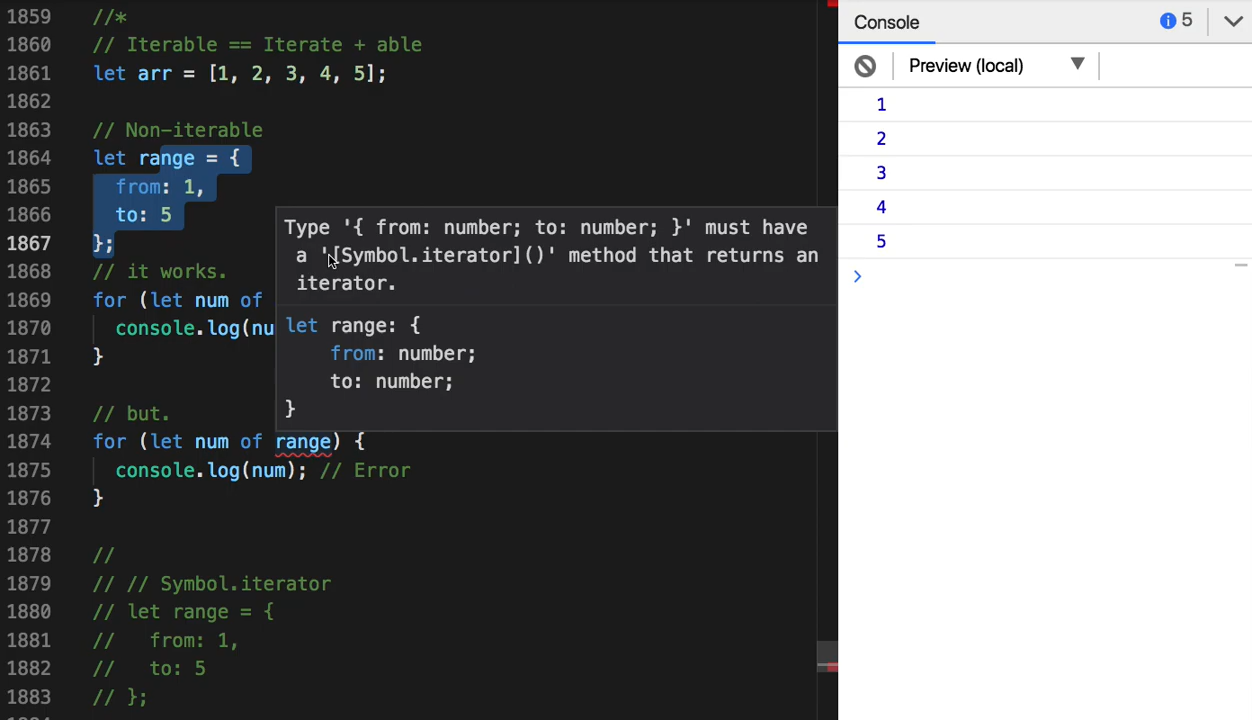 1859 //*
1860 // Iterable == Iterate + able
1861 let arr = [1, 2, 3, 4, 5];
1862
1863 // Non-iterable
1864 let range = {
1865 from: 1,
1866 to: 5
1867 };
1868 // it works.
1869 for (let num of
1870 console.log(nu
1871 }
1872
1873 // but.
1874 for (let num of range) {
1875 console.log(num); // Error
1876 }
1877
1878 //
1879 // // Symbol.iterator
1880 // let range = {
1881 //   from: 1,
1882 //   to: 5
1883 // };
Type '{ from: number; to: number; }' must have
a '[Symbol.iterator]()' method that returns an
iterator.
let range: {
from: number;
to: number;
}
Console
5
Preview (local)
1
2
3
4
5